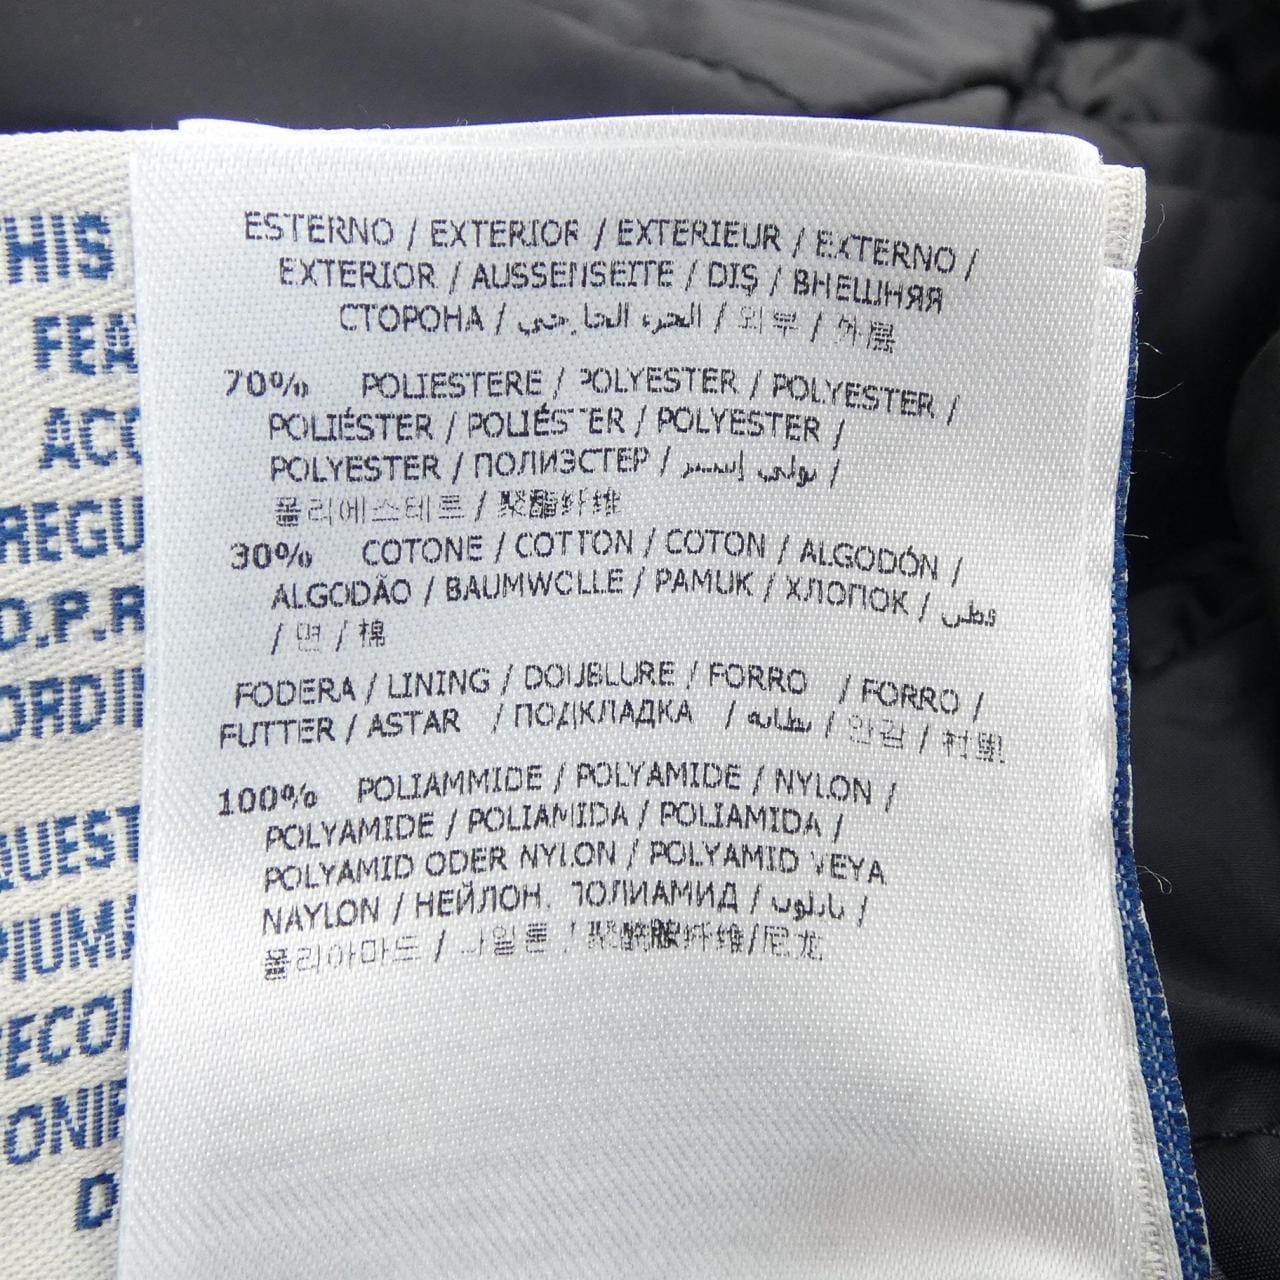 ESTERNO / EXTERIOR / EXTERIEUR / EXTERNO /
EXTERIOR / AUSSENSEITE / DIŞ / ВНЕШНЯЯ
СТОРОНА / الجزء الخارجي / 외부 / 外层
70% POLIESTERE / POLYESTER / POLYESTER /
POLIÉSTER / POLIÉSTER / POLYESTER /
POLYESTER / ПОЛИЭСТЕР / بولي إستر /
폴리에스테르 / 聚酯纤维
30% COTONE / COTTON / COTON / ALGODÓN /
ALGODÃO / BAUMWOLLE / PAMUK / ХЛОПОК / قطن
/ 면 / 棉
FODERA / LINING / DOUBLURE / FORRO / FORRO /
FUTTER / ASTAR / ПОДКЛАДКА / بطانة / 안감 / 衬里
100% POLIAMMIDE / POLYAMIDE / NYLON /
POLYAMIDE / POLIAMIDA / POLIAMIDA /
POLYAMID ODER NYLON / POLYAMID VEYA
NAYLON / НЕЙЛОН. ПОЛИАМИД / نايلون /
폴리아마드 / 나일론 / 聚酰胺纤维/尼龙
THIS
FEA
ACC
REGU
D.P.R
ORDI
QUEST
PIUMA
RECO
ONIF
D